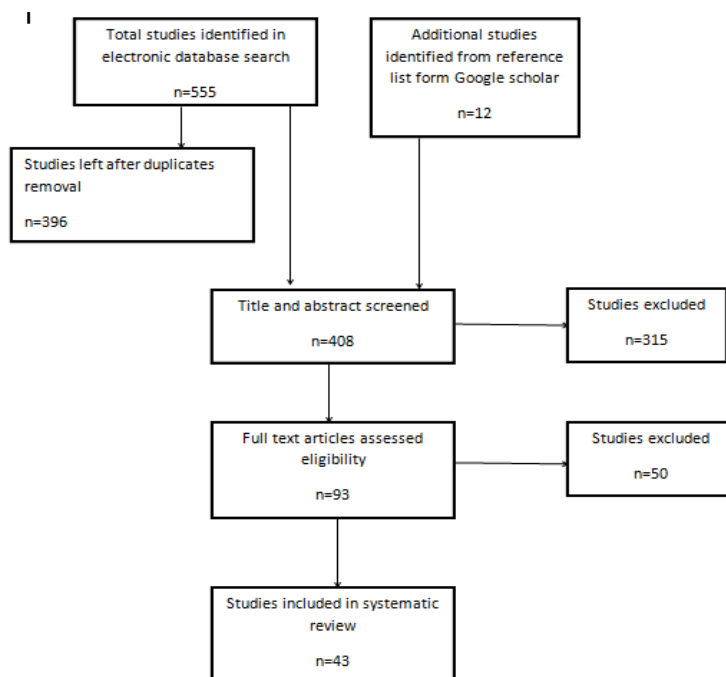 I
Total studies identified in
electronic database search
n=555
Additional studies
identified from reference
list form Google scholar
n=12
Studies left after duplicates
removal
n=396
Title and abstract screened
n=408
Studies excluded
n=315
Full text articles assessed
eligibility
n=93
Studies excluded
n=50
Studies included in systematic
review
n=43